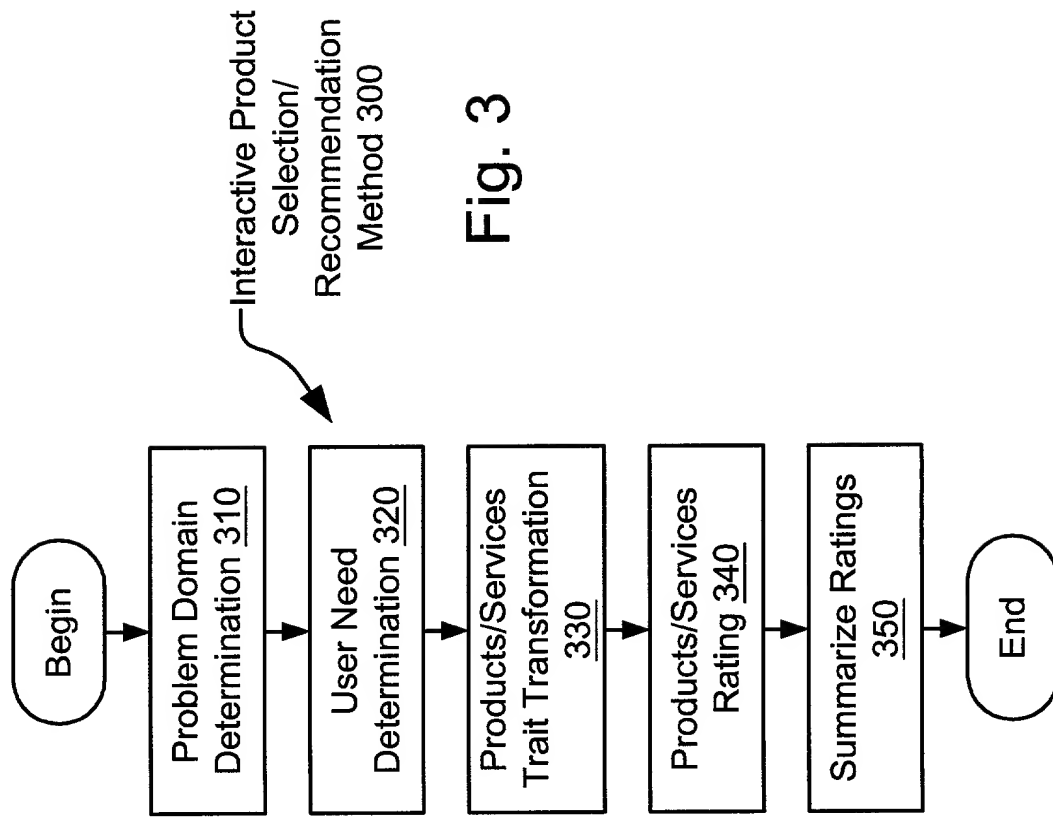 Begin
Problem Domain
Determination 310
User Need
Determination 320
Products/Services
Trait Transformation
330
Products/Services
Rating 340
Summarize Ratings
350
End
Interactive Product
Selection/
Recommendation
Method 300
Fig. 3